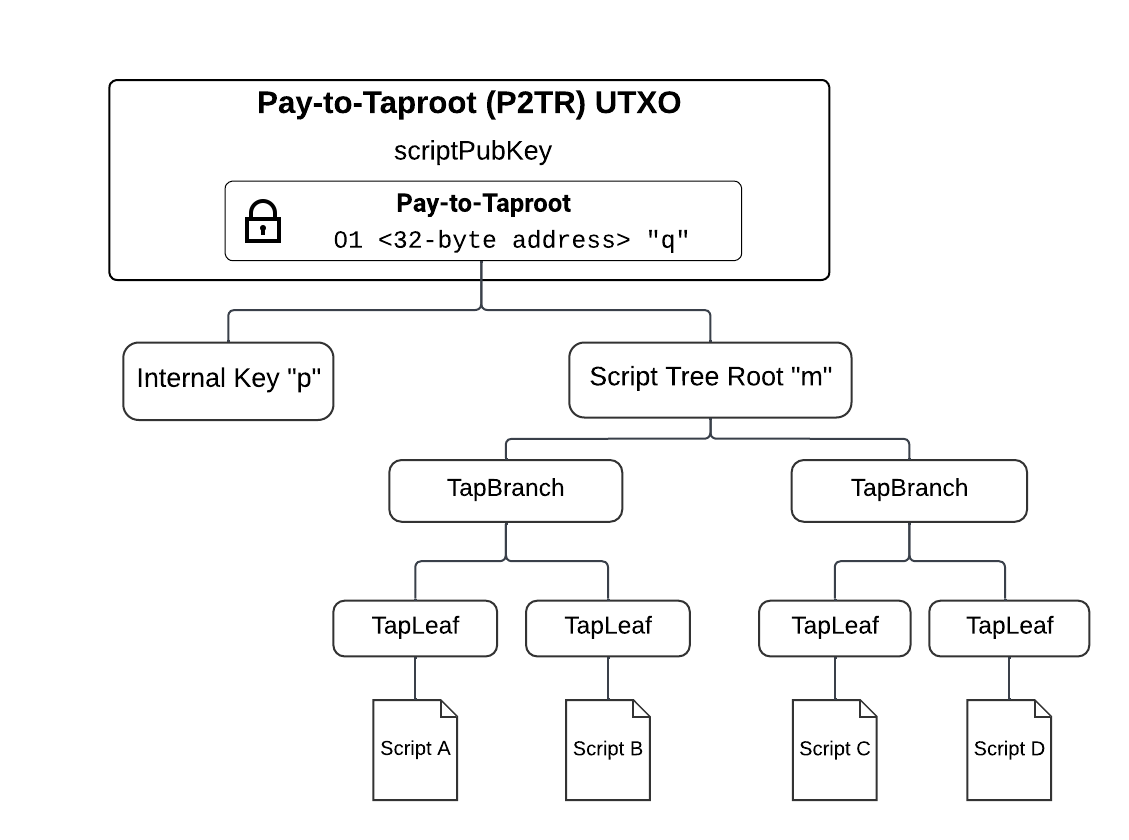 Pay-to-Taproot (P2TR) UTXO
scriptPubKey
Pay-to-Taproot
O1 <32-byte address> "q"
Internal Key "p"
Script Tree Root "m"
TapBranch
TapBranch
TapLeaf
TapLeaf
TapLeaf
TapLeaf
Script A
Script B
Script C
Script D